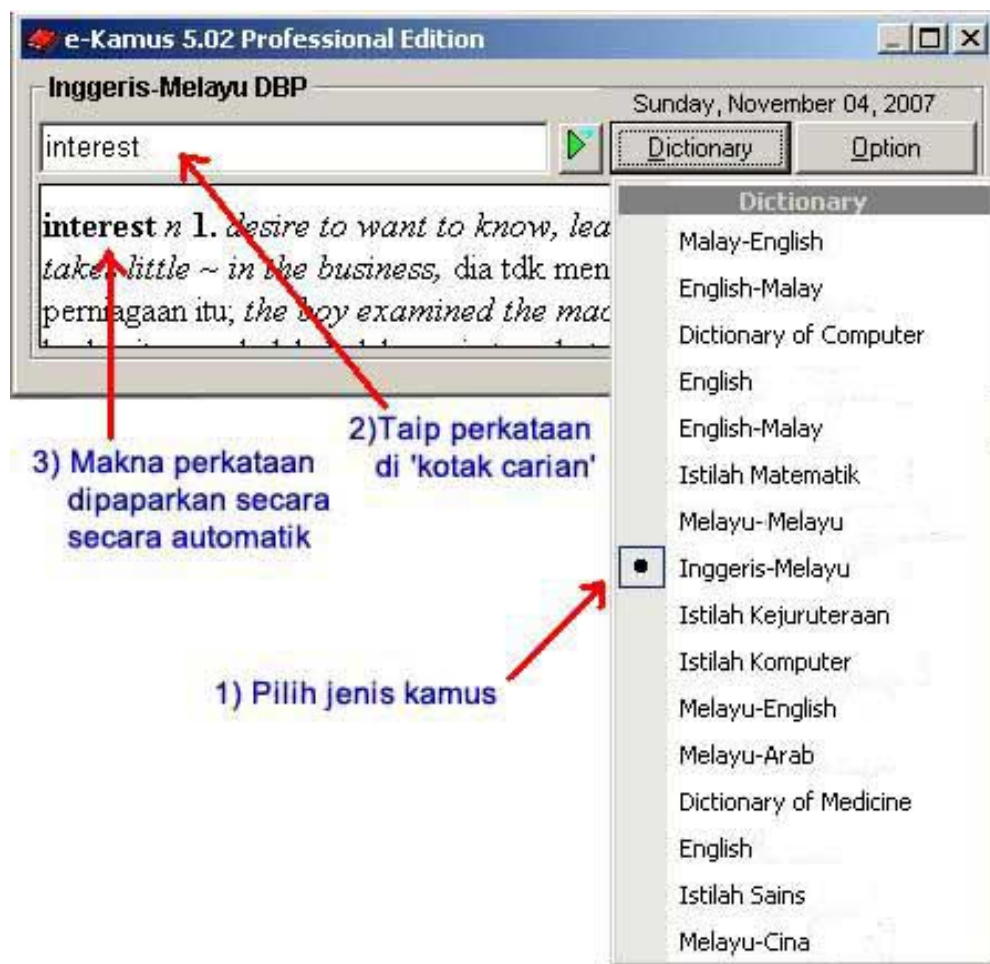 e-Kamus 5.02 Professional Edition
Inggeris-Melayu DBP
Sunday, November 04, 2007
interest
Dictionary
Option
interest n 1. desire to want to know, lea
takes little ~ in the business, dia tdk men
perniagaan itu; the boy examined the mac
Dictionary
Malay-English
English-Malay
Dictionary of Computer
English
English-Malay
Istilah Matematik
Melayu-Melayu
Inggeris-Melayu
Istilah Kejuruteraan
Istilah Komputer
Melayu-English
Melayu-Arab
Dictionary of Medicine
English
Istilah Sains
Melayu-Cina
2)Taip perkataan
di 'kotak carian'
3) Makna perkataan
dipaparkan secara
secara automatik
1) Pilih jenis kamus